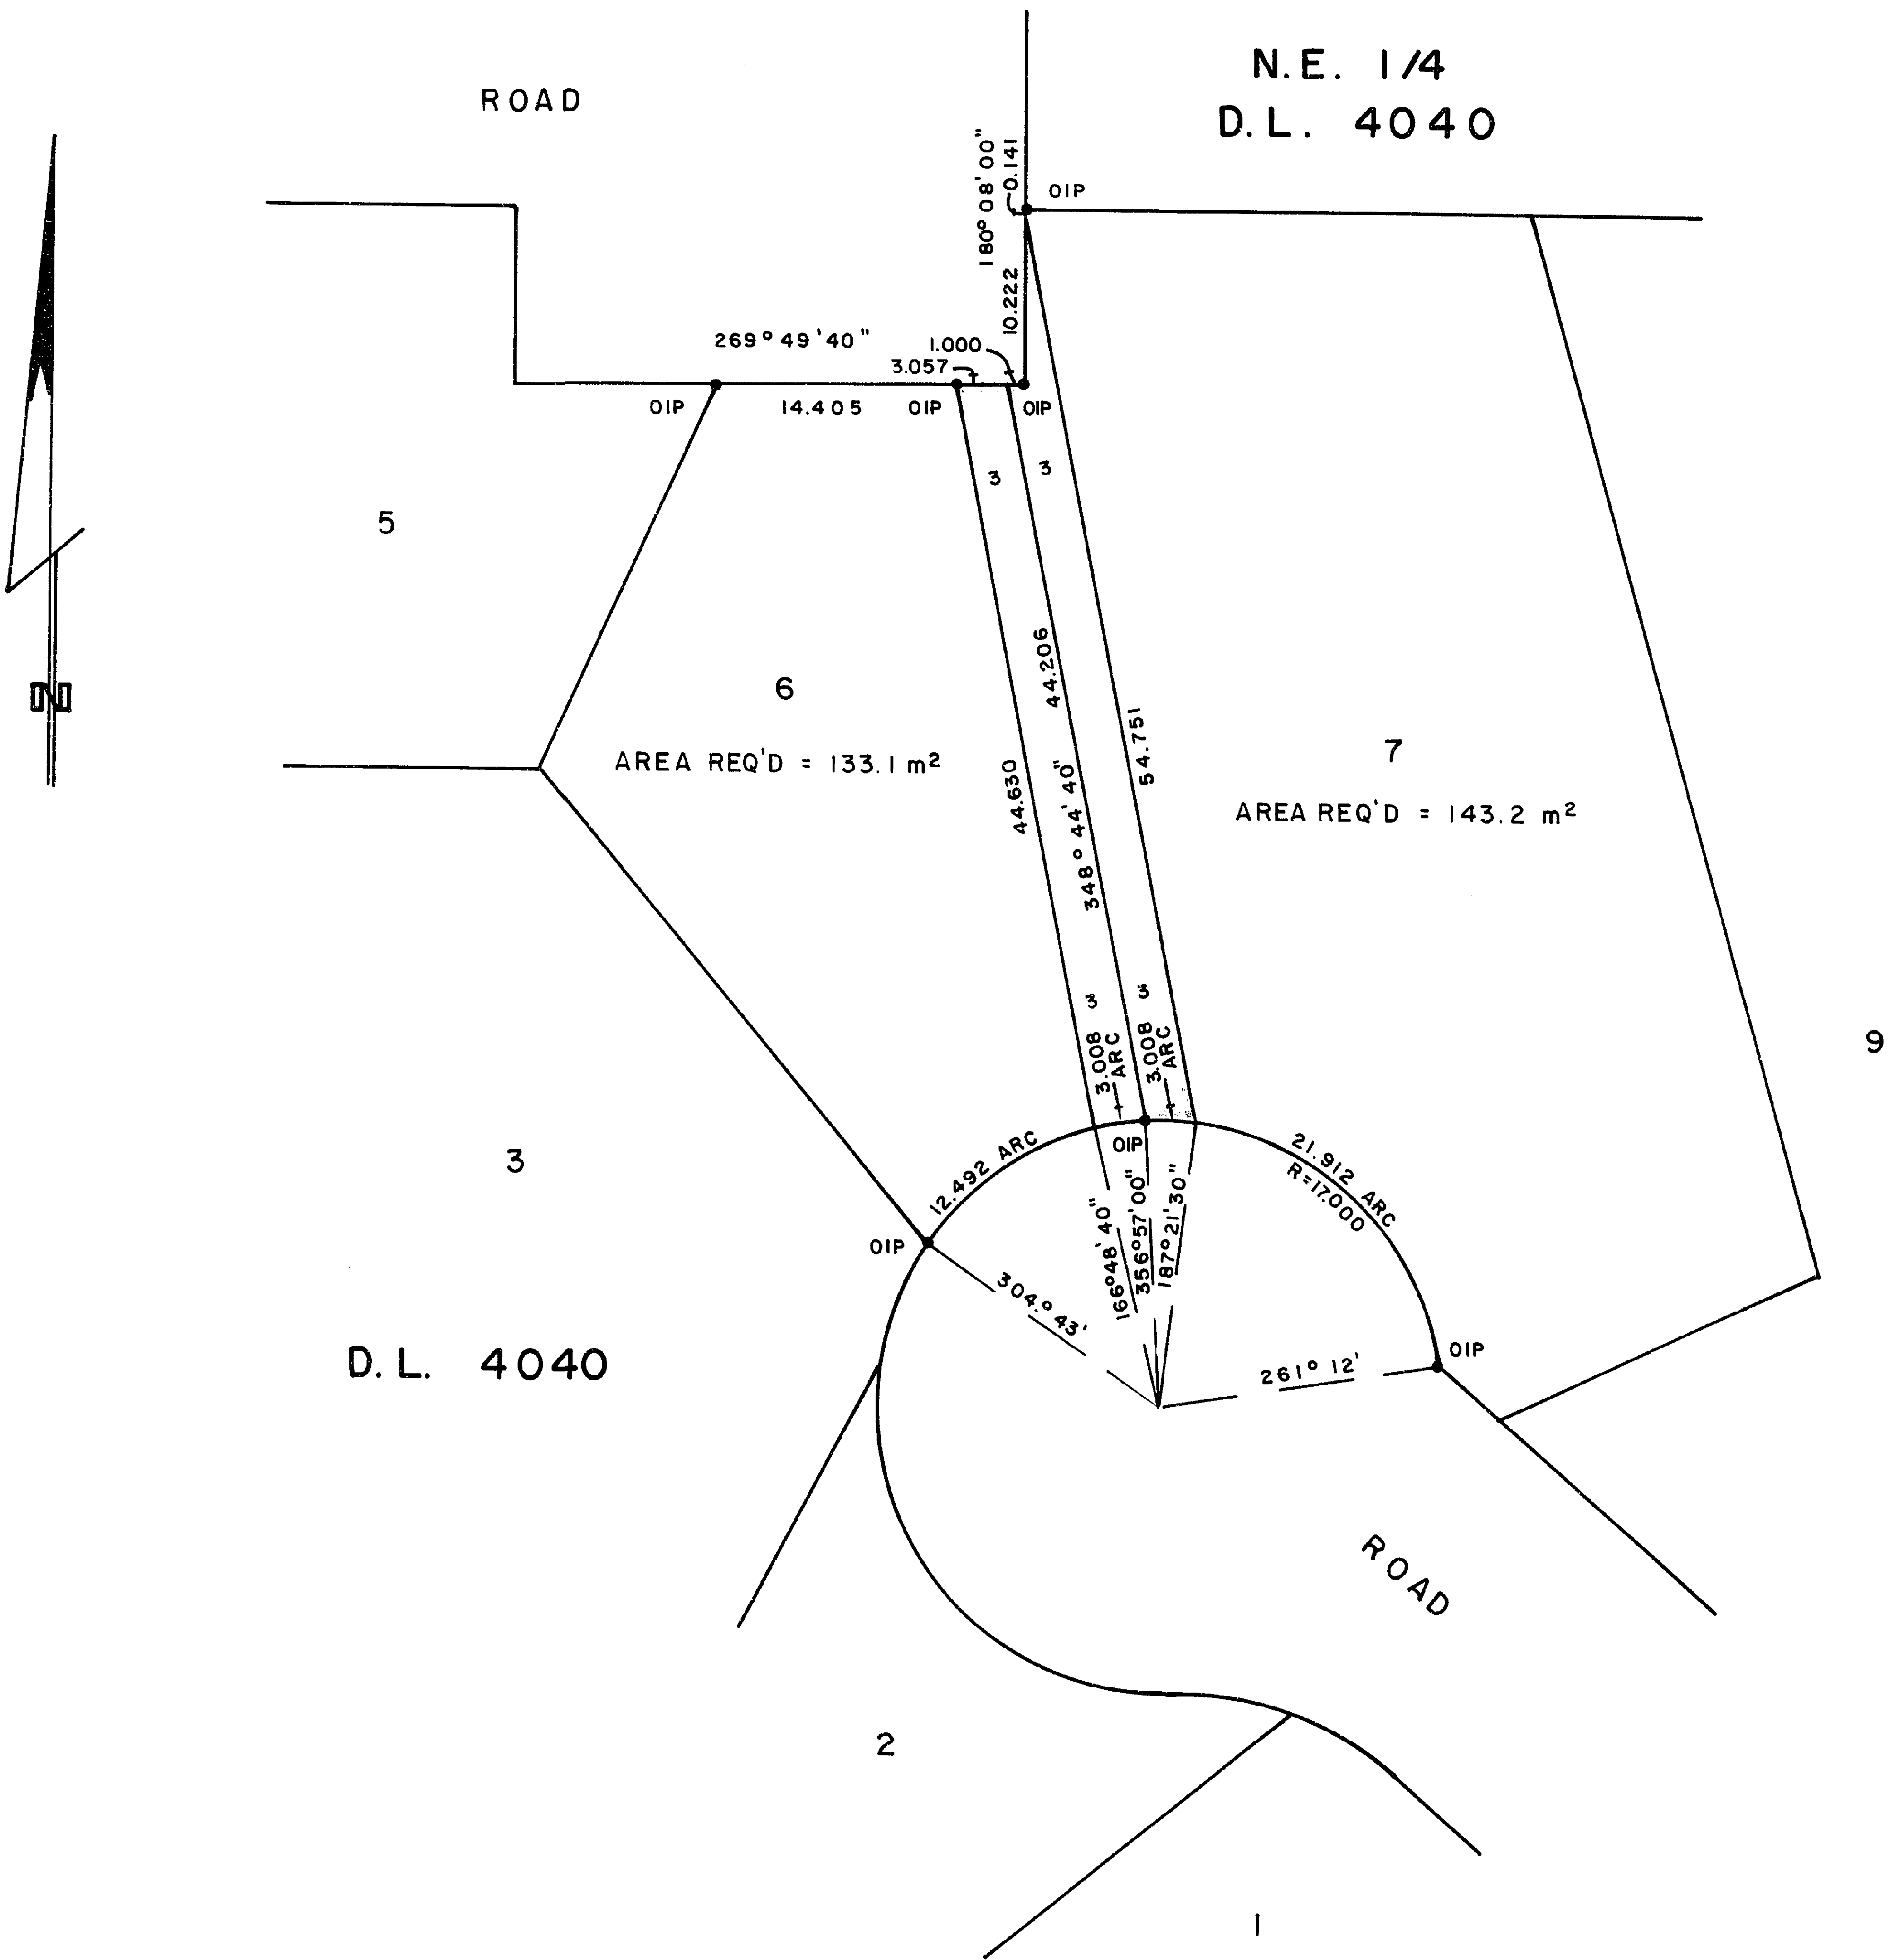 N.E. 1/4
D.L. 4040
ROAD
180° 08' 00"
0.141
OIP
10.222
269° 49' 40"
1.000
3.057
OIP
14.405
OIP
OIP
3
3
5
6
AREA REQ'D = 133.1 m²
44.630
44.206
348° 44' 40"
54.751
7
AREA REQ'D = 143.2 m²
N
3
3
3.008
ARC
3.008
ARC
9
3
12.492 ARC
OIP
21.912 ARC
R=17.000
OIP
304.° 43'
166°48' 40"
356°57' 00"
187°21' 30"
261° 12'
OIP
D.L. 4040
ROAD
2
1